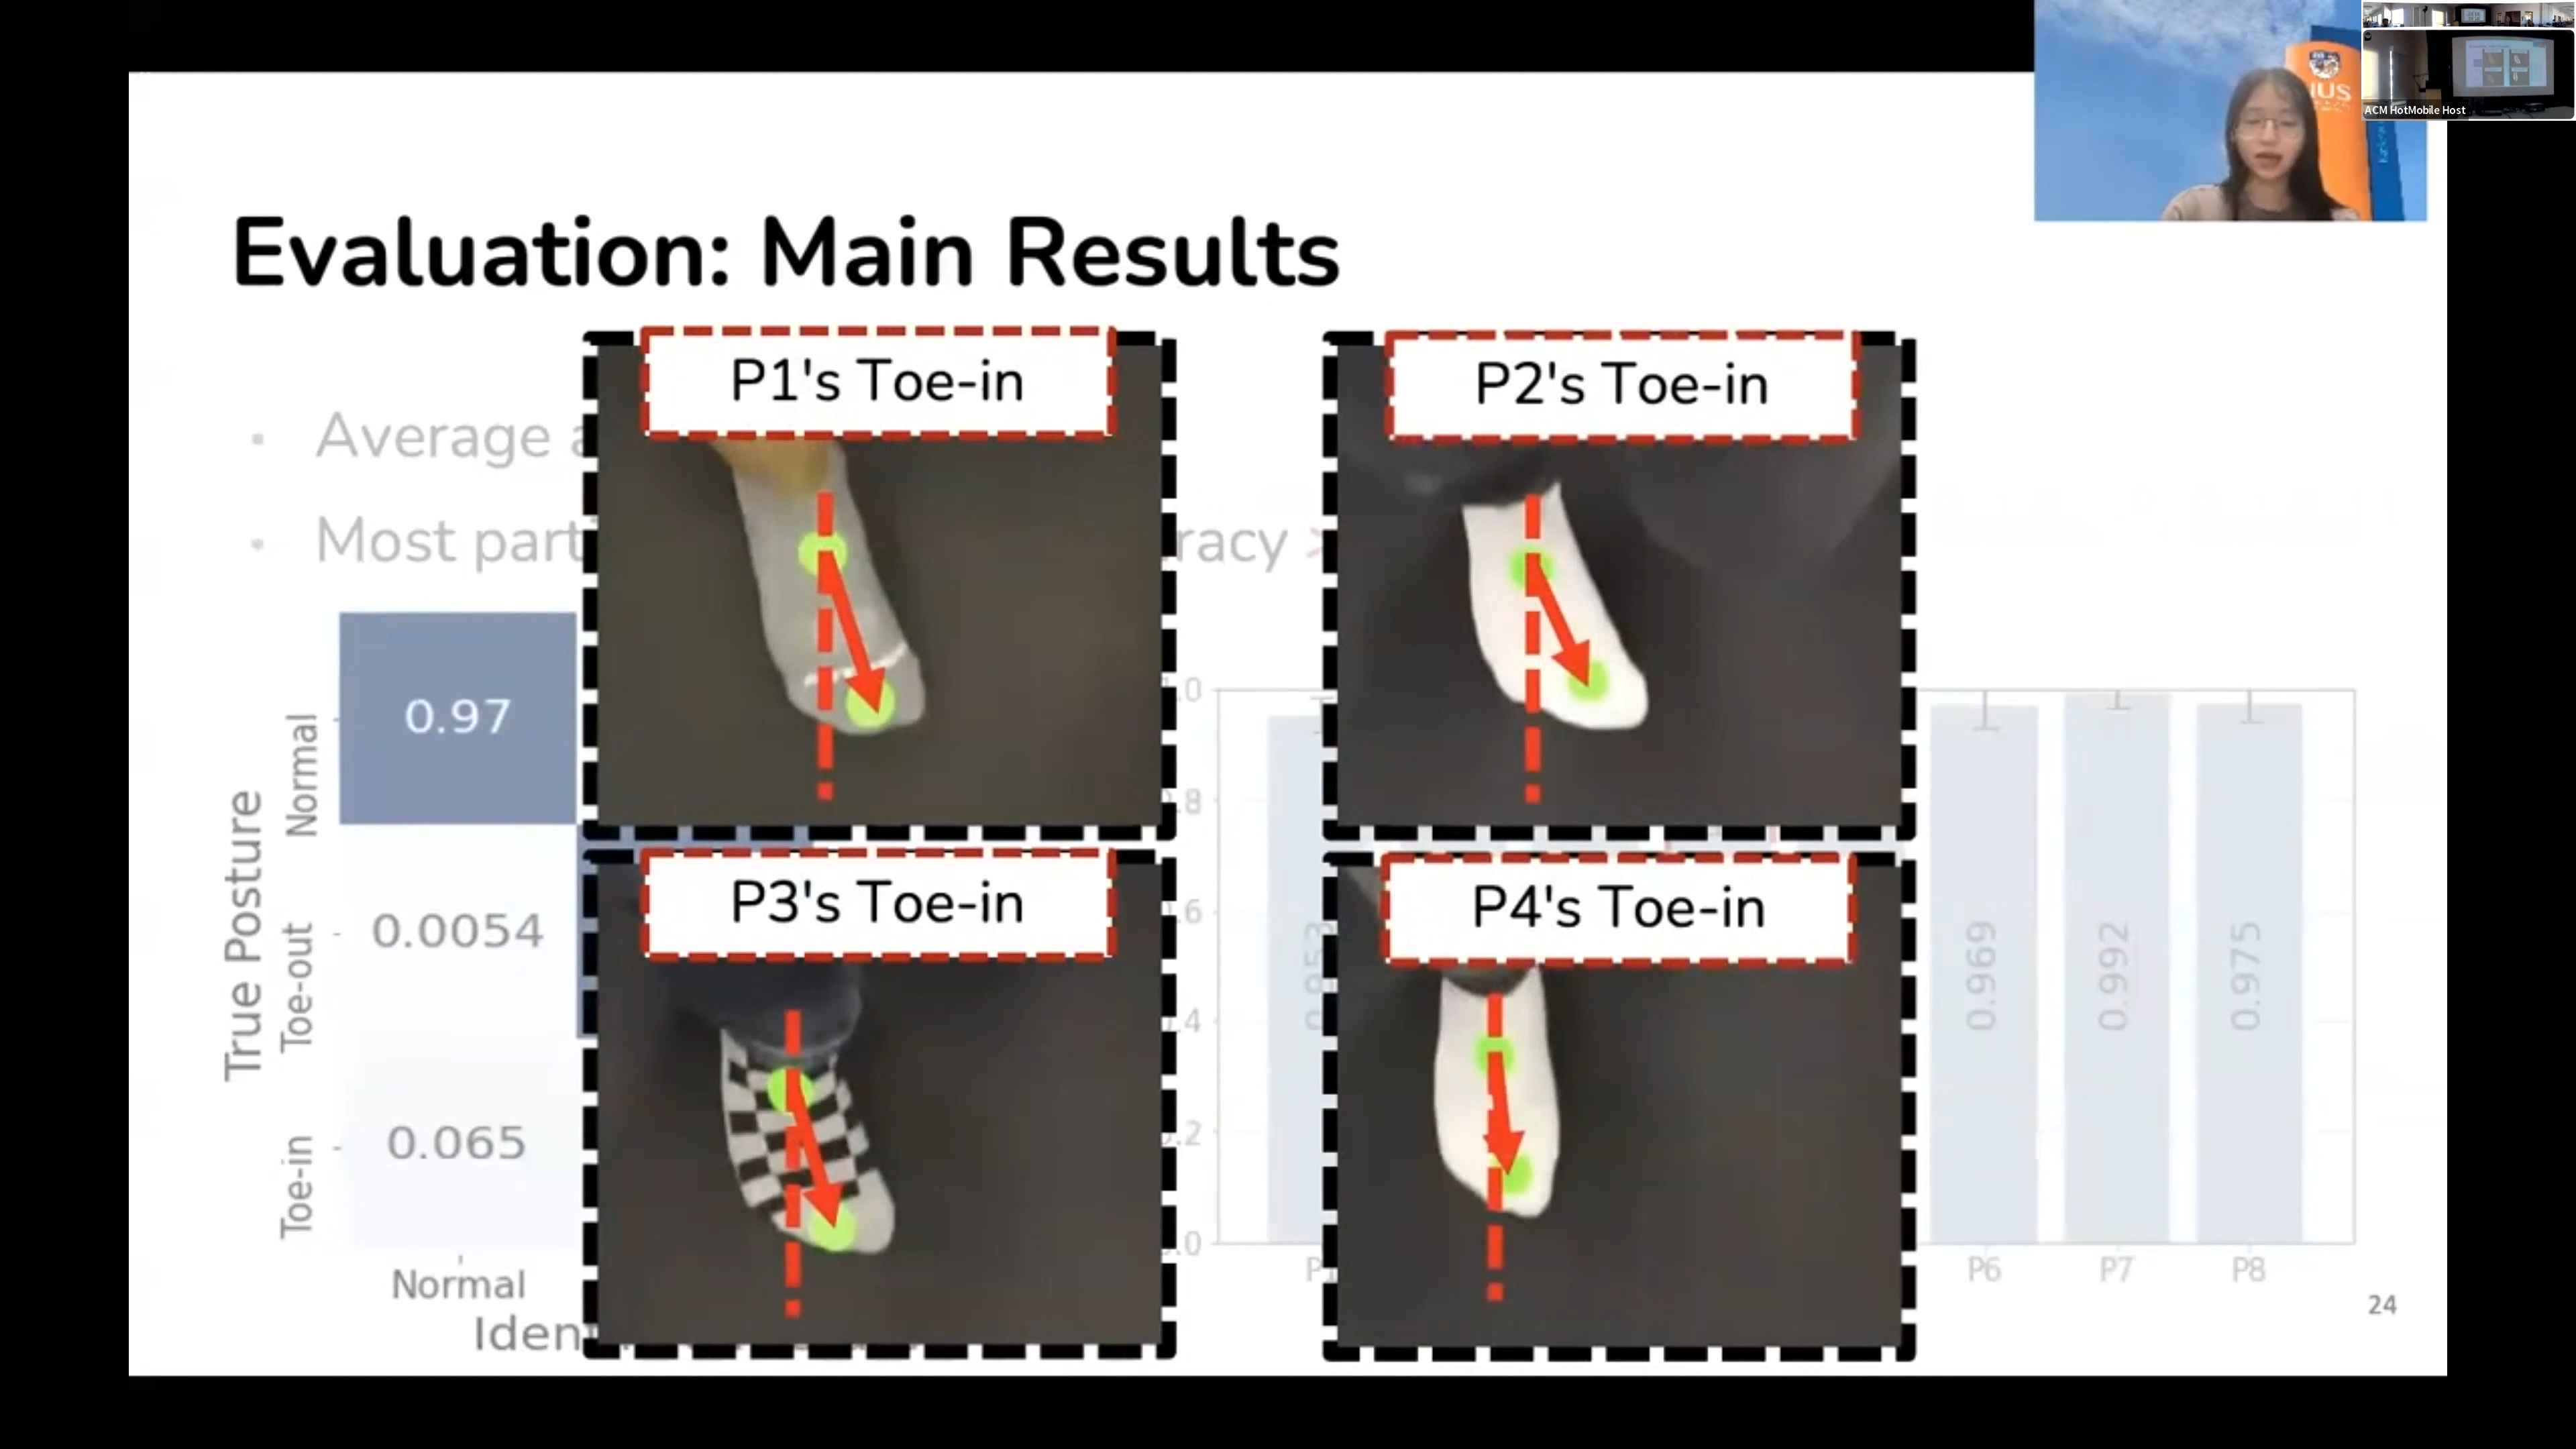 NUS
ACM HotMobile Host
Evaluation: Main Results
P1's Toe-in
P2's Toe-in
Average
Most part
racy >
P3's Toe-in
P4's Toe-in
True Posture
Normal
Toe-out
Toe-in
0.97
0.0054
0.065
Normal
Iden
0.969
0.992
0.975
P6
P7
P8
24